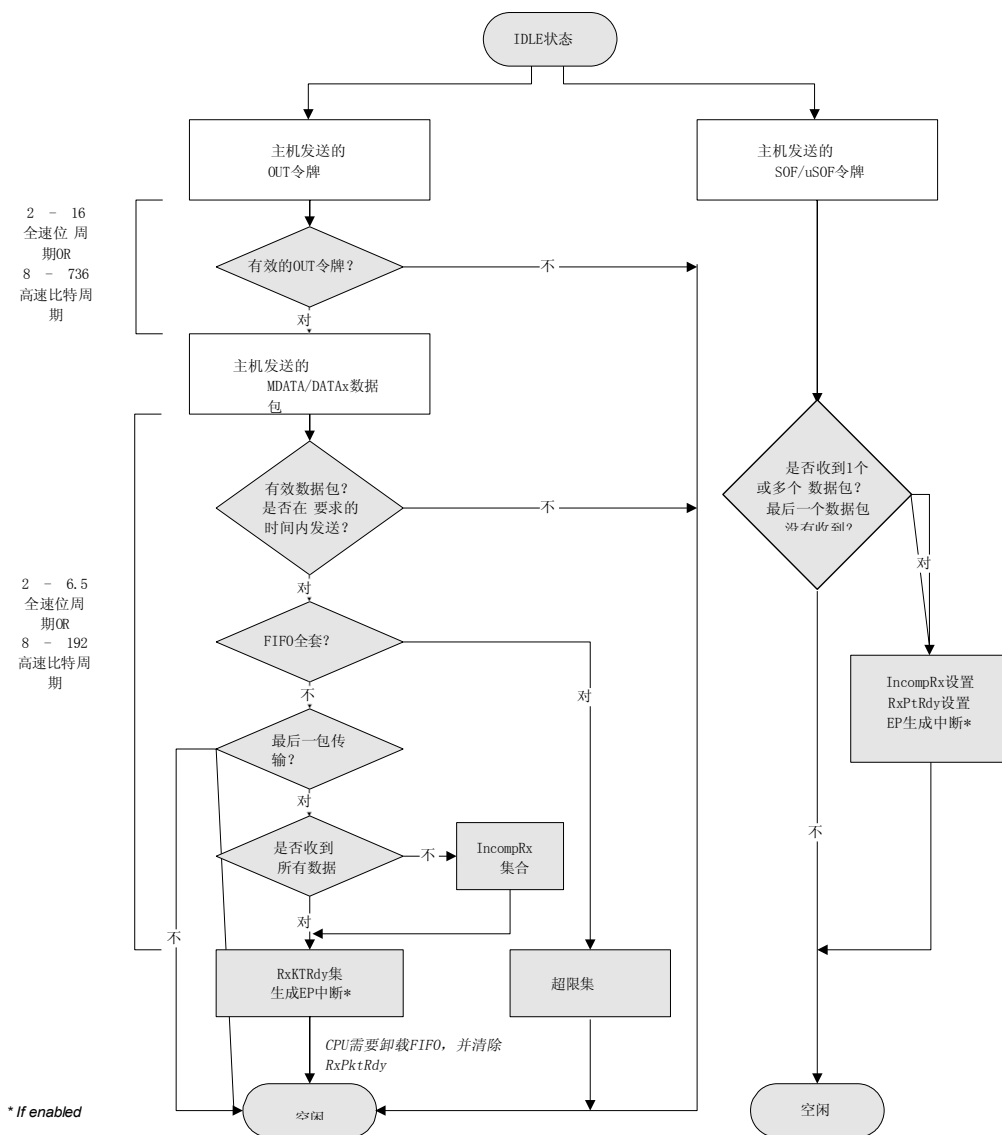 IDLE状态
主机发送的
OUT令牌
主机发送的
SOF/uSOF令牌
2 - 16
全速位 周
期OR
8 - 736
高速比特周
期
有效的OUT令牌？
不
对
主机发送的
MDATA/DATAx数据
包
有效数据包？
是否在 要求的
时间内发送？
不
对
是否收到1个
或多个 数据包？
最后一个数据包
没有收到？
对
2 - 6.5
全速位周
期OR
8 - 192
高速比特周
期
FIFO全套？
不
对
IncompRx设置
RxPtRdy设置
EP生成中断*
最后一包传
输？
对
是否收到
所有数据
不
IncompRx
集合
不
对
不
RxKTRdy集
生成EP中断*
超限集
CPU需要卸载FIFO，并清除
RxPktRdy
* If enabled
空闲
空闲